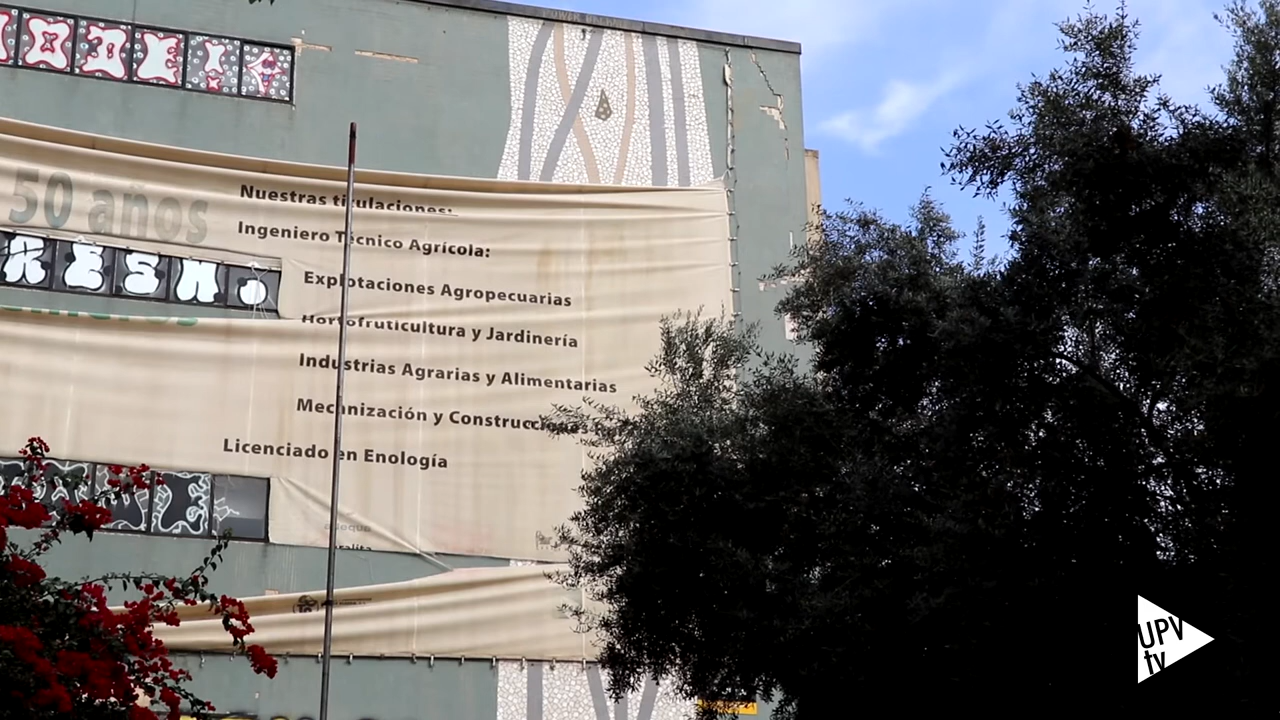 50 años
Nuestras titulaciones:
Ingeniero Técnico Agrícola:
Explotaciones Agropecuarias
Hortofruticultura y Jardinería
Industrias Agrarias y Alimentarias
Mecanización y Construcciones
Licenciado en Enología
UPV
tv